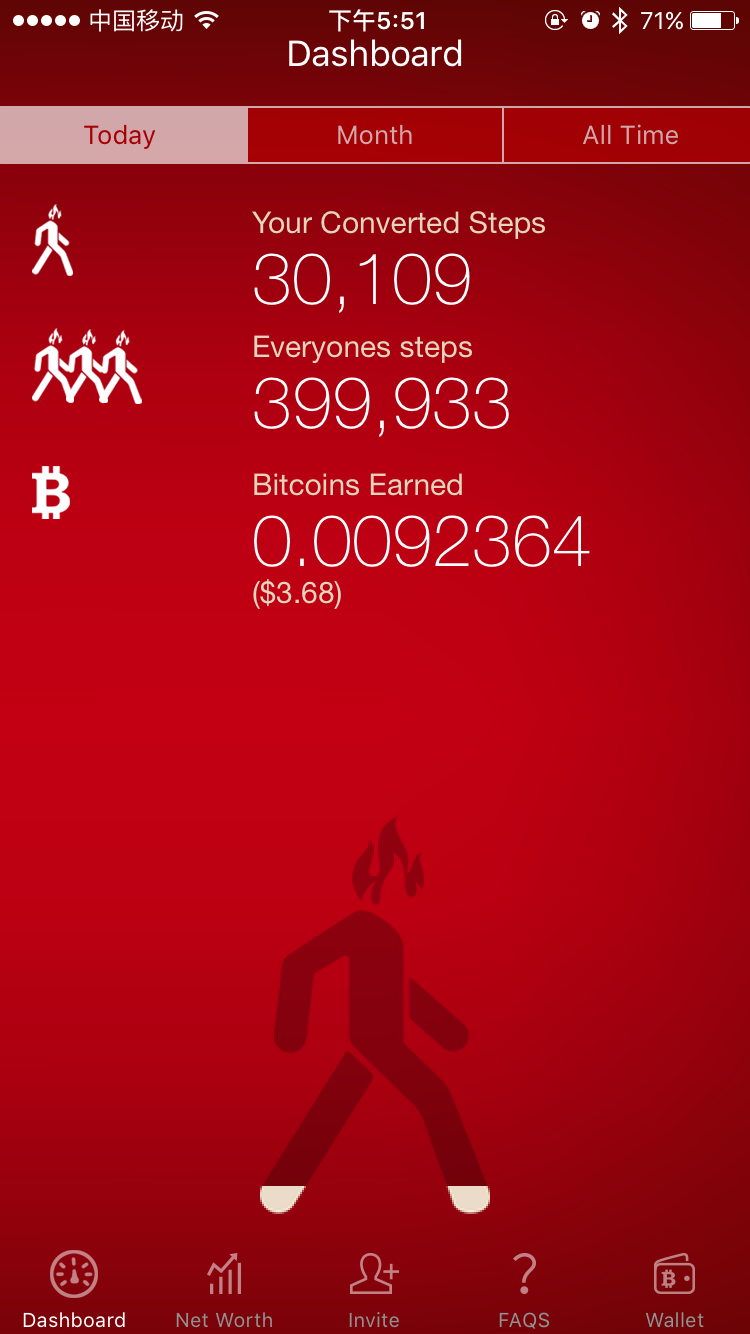 中国移动 下午5:51 71%
Dashboard
Today Month All Time
Your Converted Steps
30,109
Everyones steps
399,933
Bitcoins Earned
0.0092364
($3.68)
Dashboard Net Worth Invite FAQS Wallet